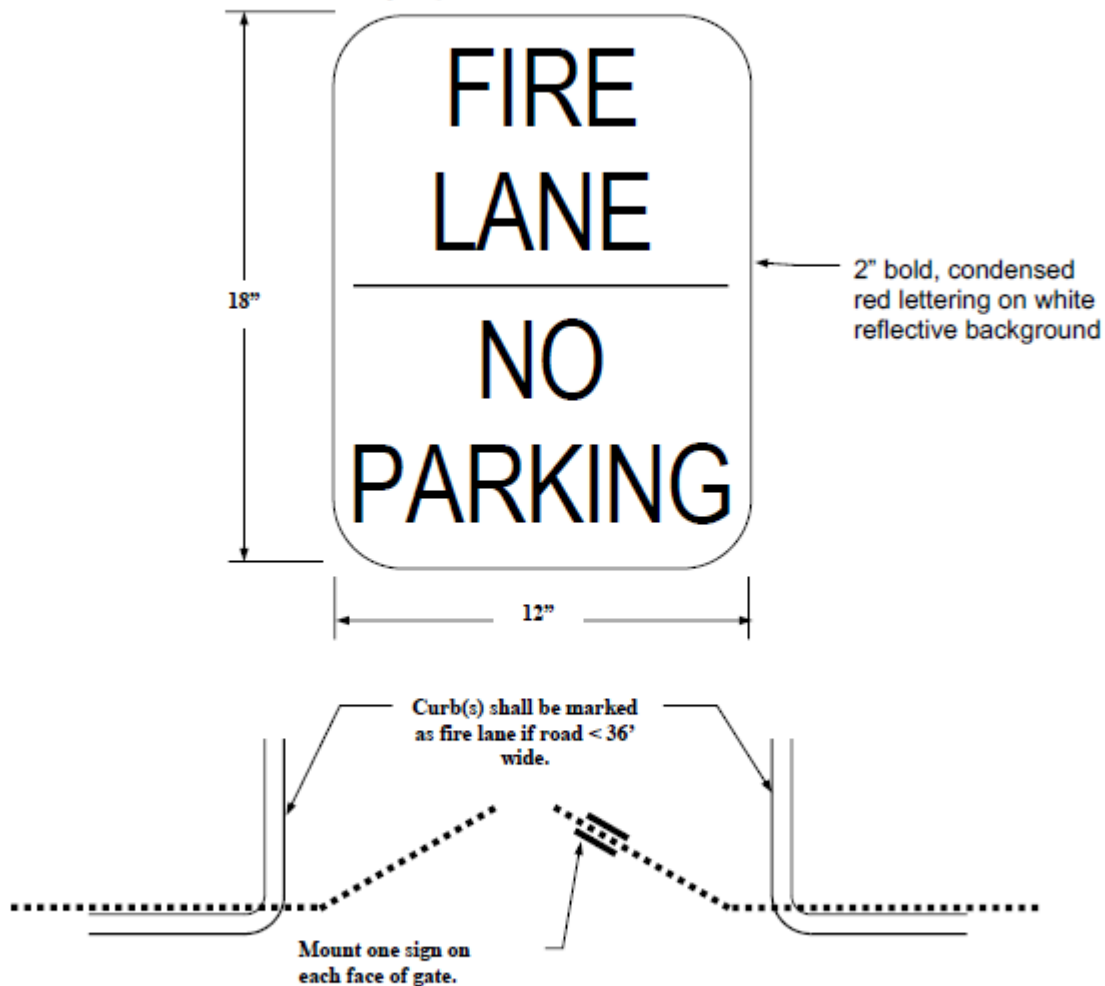 FIRE
LANE
NO
PARKING
18”
2” bold, condensed
red lettering on white
reflective background
12”
Curb(s) shall be marked
as fire lane if road < 36’
wide.
Mount one sign on
each face of gate.